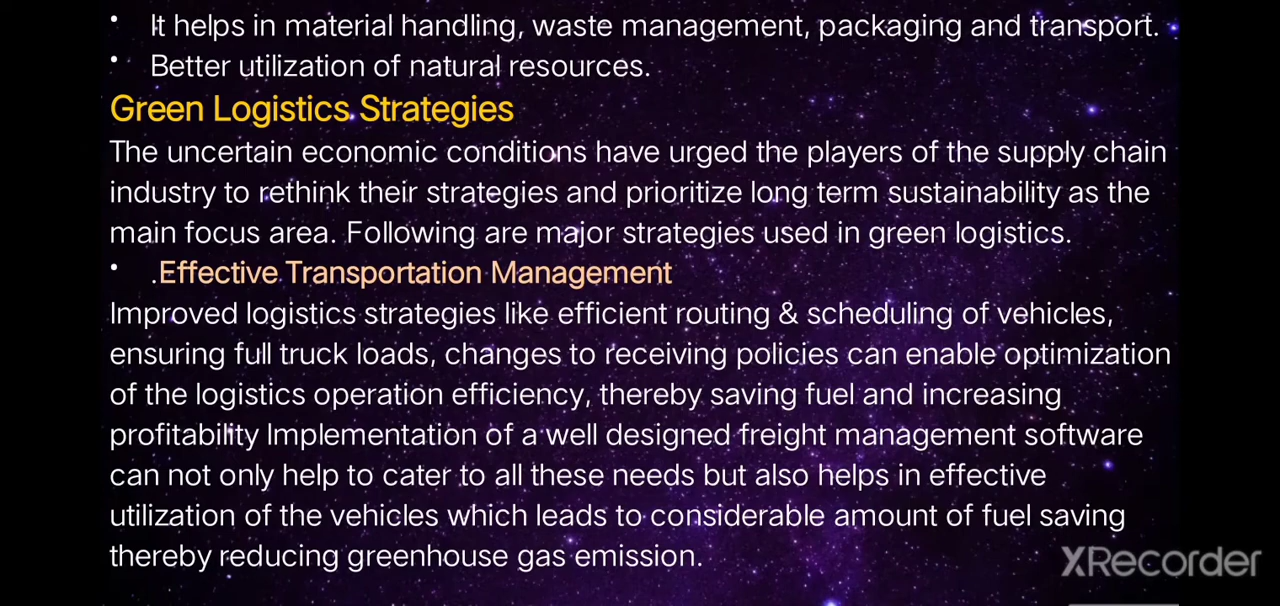 • It helps in material handling, waste management, packaging and transport.
• Better utilization of natural resources.
Green Logistics Strategies
The uncertain economic conditions have urged the players of the supply chain
industry to rethink their strategies and prioritize long term sustainability as the
main focus area. Following are major strategies used in green logistics.
• .Effective Transportation Management
Improved logistics strategies like efficient routing & scheduling of vehicles,
ensuring full truck loads, changes to receiving policies can enable optimization
of the logistics operation efficiency, thereby saving fuel and increasing
profitability Implementation of a well designed freight management software
can not only help to cater to all these needs but also helps in effective
utilization of the vehicles which leads to considerable amount of fuel saving
thereby reducing greenhouse gas emission.
XRecorder